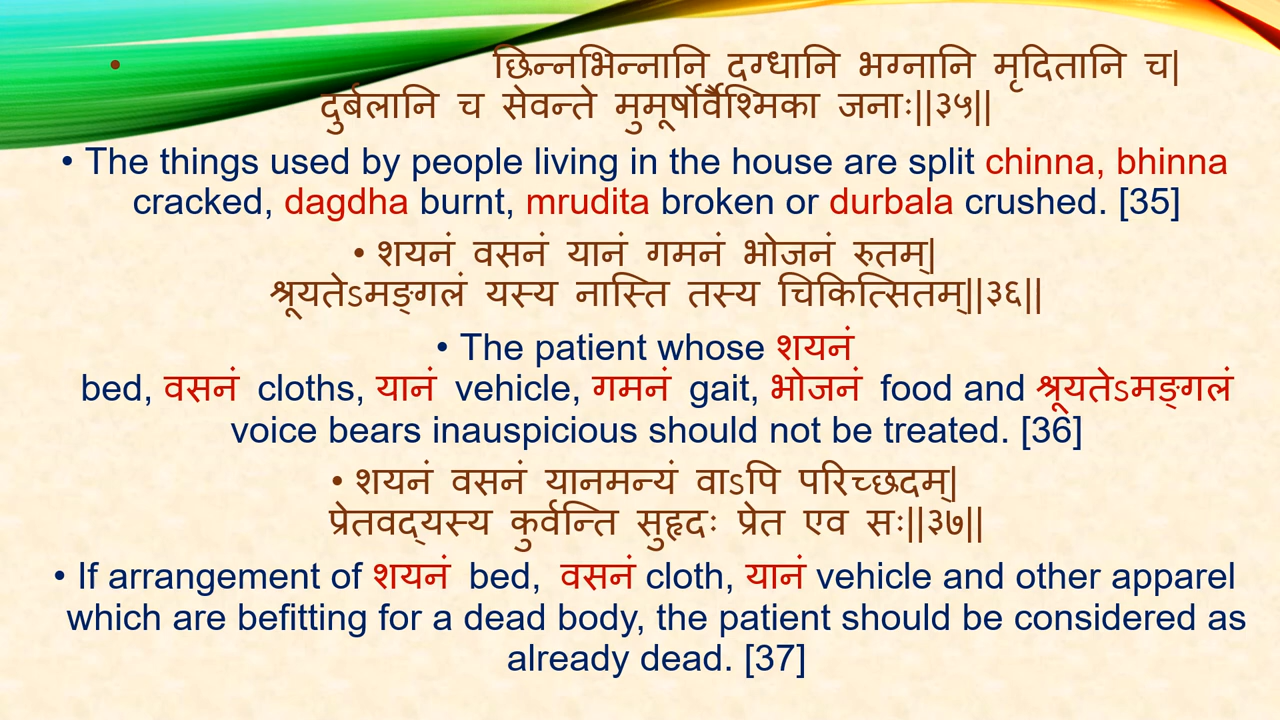 • छिन्नभिन्नानि दग्धानि भग्नानि मृदितानि च|
दुर्बलानि च सेवन्ते मुमूर्षोर्वैश्मिका जनाः||३५||
• The things used by people living in the house are split chinna, bhinna
cracked, dagdha burnt, mrudita broken or durbala crushed. [35]
• शयनं वसनं यानं गमनं भोजनं रुतम्|
श्रूयतेऽमङ्गलं यस्य नास्ति तस्य चिकित्सितम्||३६||
• The patient whose शयनं
bed, वसनं cloths, यानं vehicle, गमनं gait, भोजनं food and श्रूयतेऽमङ्गलं
voice bears inauspicious should not be treated. [36]
• शयनं वसनं यानमन्यं वाऽपि परिच्छदम्|
प्रेतवद्यस्य कुर्वन्ति सुहृदः प्रेत एव सः||३७||
• If arrangement of शयनं bed, वसनं cloth, यानं vehicle and other apparel
which are befitting for a dead body, the patient should be considered as
already dead. [37]